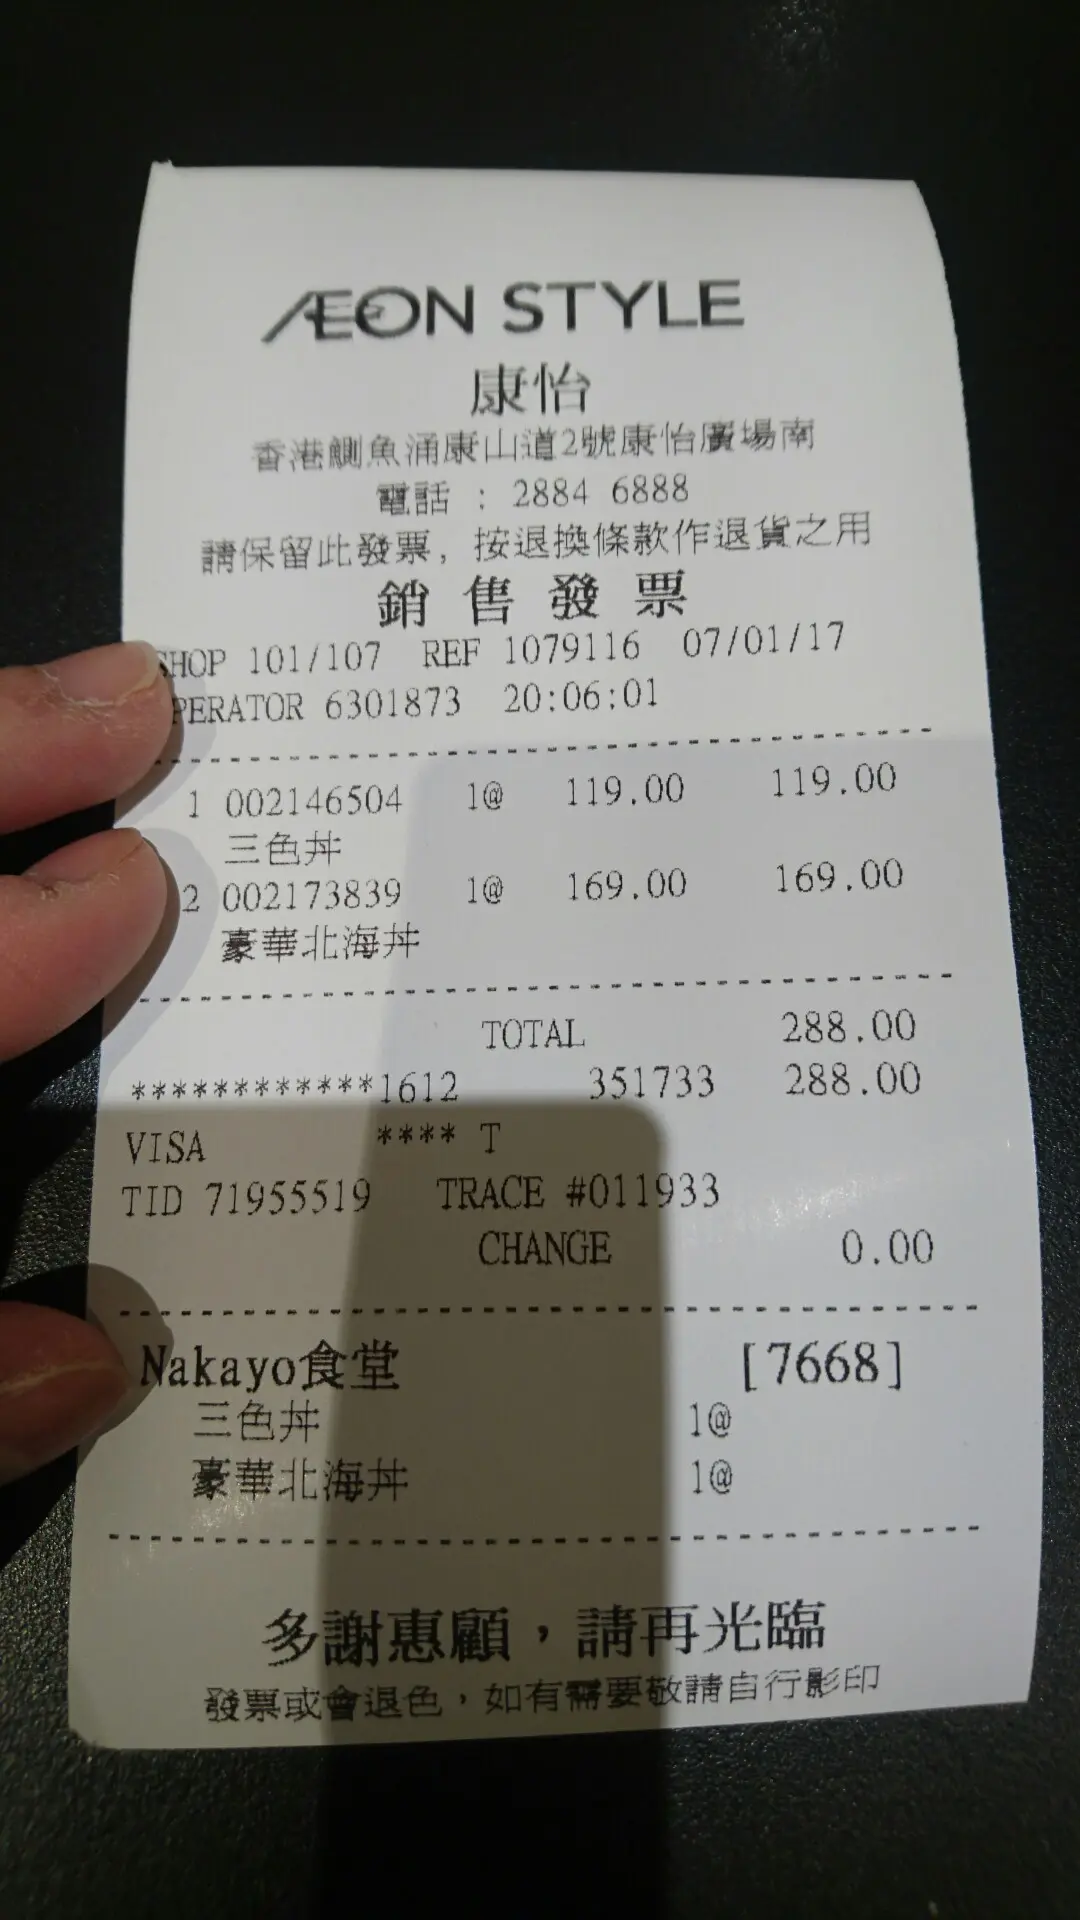 ÆON STYLE
康怡
香港鰂魚涌康山道2號康怡廣場南
電話 : 2884 6888
請保留此發票, 按退換條款作退貨之用
銷售發票
SHOP 101/107 REF 1079116 07/01/17
PERATOR 6301873 20:06:01
1 002146504 1@ 119.00 119.00
三色丼
2 002173839 1@ 169.00 169.00
豪華北海丼
TOTAL 288.00
************1612 351733 288.00
VISA **** T
TID 71955519 TRACE #011933
CHANGE 0.00
Nakayo食堂 [7668]
三色丼 1@
豪華北海丼 1@
多謝惠顧，請再光臨
發票或會退色，如有需要敬請自行影印